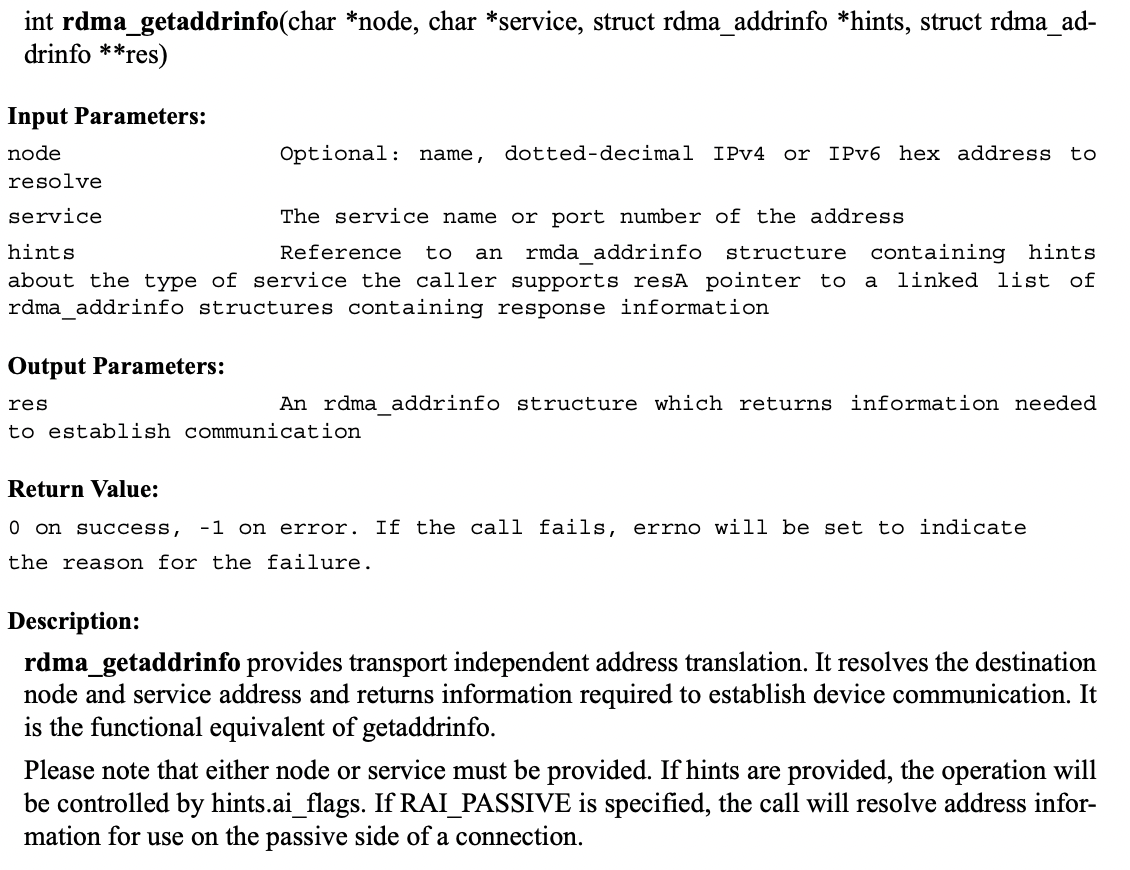 int rdma_getaddrinfo(char *node, char *service, struct rdma_addrinfo *hints, struct rdma_ad-
drinfo **res)
Input Parameters:
node Optional: name, dotted-decimal IPv4 or IPv6 hex address to
resolve
service The service name or port number of the address
hints Reference to an rmda_addrinfo structure containing hints
about the type of service the caller supports resA pointer to a linked list of
rdma_addrinfo structures containing response information
Output Parameters:
res An rdma_addrinfo structure which returns information needed
to establish communication
Return Value:
0 on success, -1 on error. If the call fails, errno will be set to indicate
the reason for the failure.
Description:
rdma_getaddrinfo provides transport independent address translation. It resolves the destination
node and service address and returns information required to establish device communication. It
is the functional equivalent of getaddrinfo.
Please note that either node or service must be provided. If hints are provided, the operation will
be controlled by hints.ai_flags. If RAI_PASSIVE is specified, the call will resolve address infor-
mation for use on the passive side of a connection.